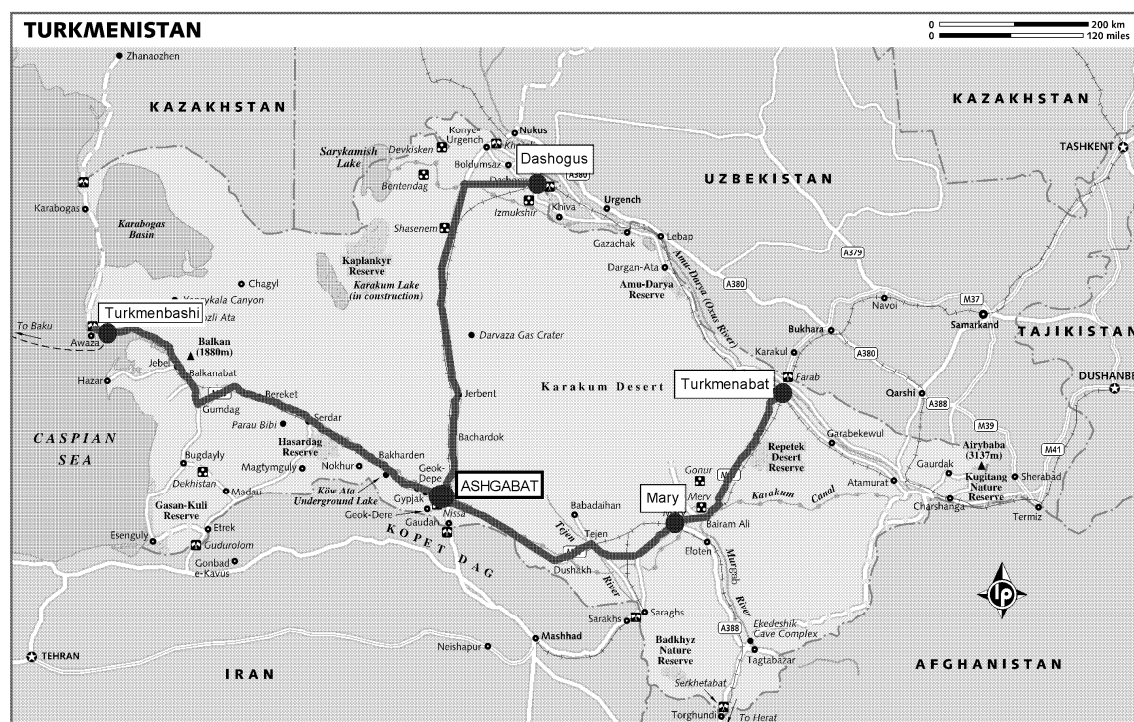 TURKMENISTAN
0 200 km
0 120 miles
Zhanaozhen
KAZAKHSTAN
KAZAKHSTAN
TASHKENT
Konye-
Urgench
Nukus
Devkisken
Sarykamish
Lake
Boldumsaz
Dashogus
A380
Bentendag
UZBEKISTAN
Karabogas
Karabogas
Basin
Izmukshir
Khiva
Urgench
Shasenem
Gazachak
Lebap
A379
Kaplankyr
Reserve
Karakum Lake
(in construction)
Dargan-Ata
Amu-Darya
Reserve
Amu-Darya (Oxus River)
A380
Chagyl
Navoi
M37
Turkmenbashi
To Baku
Awaza
Samarkand
TAJIKISTAN
Bukhara
Darvaza Gas Crater
Balkan
(1880m)
Karakul
A380
Jebel
Balkanabat
Hazar
Farab
DUSHANBE
Karakum Desert
Turkmenabat
Qarshi
A388
Bereket
Jerbent
Gumdag
M39
Parau Bibi
Serdar
Hasardag
Reserve
Bachardok
Garabekewul
Airybaba
(3137m)
M41
CASPIAN
SEA
Bugdayly
Dekhistan
Magtymguly
Nokhur
Bakharden
Geok-
Depe
Repetek
Desert
Reserve
Gonur
Gaurdak
Kugitang
Nature
Reserve
Sherabad
Köw Ata
Underground Lake
ASHGABAT
Mary
Merv
Karakum
Canal
Atamurat
Madau
Gypjak
Nissa
Geok-Dere
Gaudan
Babadaihan
Bairam Ali
Charshanga
Termiz
Gasan-Kuli
Reserve
Etrek
Esenguly
Gudurolom
KOPET DAG
Tejen
Tejen
River
Dushakh
Eloten
Murgab
River
Gonbad
e-Kavus
Saraghs
Sarakhs
A388
Ekedeshik
Cave Complex
lp
Mashhad
Neishapur
Badkhyz
Nature
Reserve
Tagtabazar
TEHRAN
IRAN
AFGHANISTAN
Serkhetabat
Torghundi
To Herat